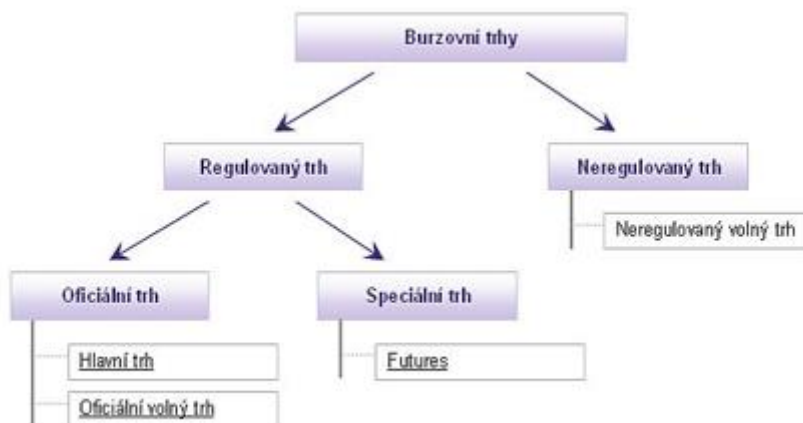 Burzovní trhy
Regulovaný trh
Neregulovaný trh
Neregulovaný volný trh
Oficiální trh
Speciální trh
Hlavní trh
Futures
Oficiální volný trh